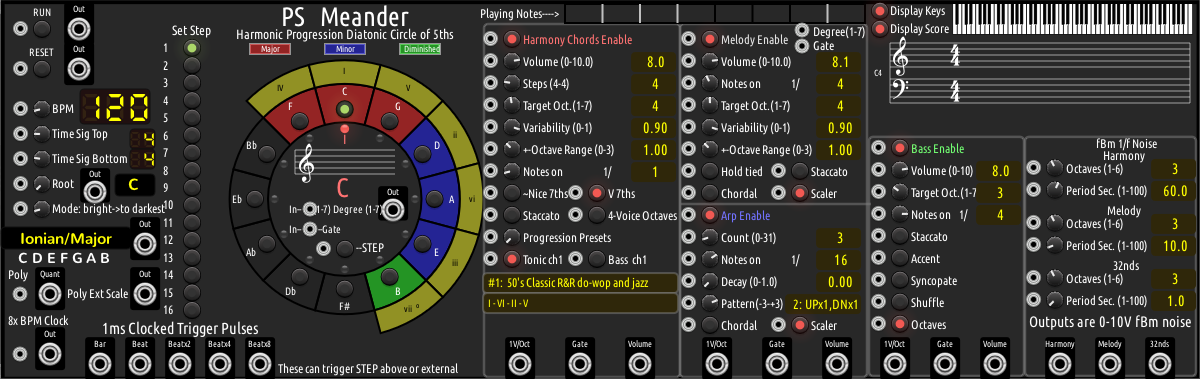 RUN
Out
RESET
Out
BPM
120
Time Sig Top
4
Time Sig Bottom
4
Root
Out
C
Mode: bright->to darkest
Ionian/Major
C D E F G A B
Out
Poly
Quant
Out
Poly Ext Scale
8x BPM Clock
Out
1ms Clocked Trigger Pulses
Bar
Beat
Beatx2
Beatx4
Beatx8
These can trigger STEP above or external
Set Step
1
2
3
4
5
6
7
8
9
10
11
12
13
14
15
16
PS Meander
Harmonic Progression Diatonic Circle of 5ths
Major
Minor
Diminished
I
IV
V
ii
vi
iii
vii°
C
F
G
D
A
E
B
F#
Db
Ab
Eb
Bb
I
C
Out
In-
(1-7) Degree (1-7)
In-
-Gate
--STEP
Playing Notes---->
Harmony Chords Enable
Volume (0-10.0)
8.0
Steps (4-4)
4
Target Oct.(1-7)
4
Variability (0-1)
0.90
+-Octave Range (0-3)
1.00
Notes on 1/
1
~Nice 7ths
V 7ths
Staccato
4-Voice Octaves
Progression Presets
Tonic ch1
Bass ch1
#1: 50's Classic R&R do-wop and jazz
I - VI - II - V
1V/Oct
Gate
Volume
Melody Enable
Degree(1-7)
Gate
Volume (0-10.0)
8.1
Notes on 1/
4
Target Oct.(1-7)
4
Variability (0-1)
0.90
+-Octave Range (0-3)
1.00
Hold tied
Staccato
Chordal
Scaler
Arp Enable
Count (0-31)
3
Notes on 1/
16
Decay (0-1.0)
0.00
Pattern(-3-+3)
2: UPx1,DNx1
Chordal
Scaler
1V/Oct
Gate
Volume
Display Keys
Display Score
C4
4
4
4
4
Bass Enable
Volume (0-10)
8.0
Target Oct.(1-7
3
Notes on 1/
4
Staccato
Accent
Syncopate
Shuffle
Octaves
1V/Oct
Gate
Volume
fBm 1/f Noise
Harmony
Octaves (1-6)
3
Period Sec. (1-100)
60.0
Melody
Octaves (1-6)
3
Period Sec. (1-100)
10.0
32nds
Octaves (1-6)
3
Period Sec. (1-100)
1.0
Outputs are 0-10V fBm noise
Harmony
Melody
32nds